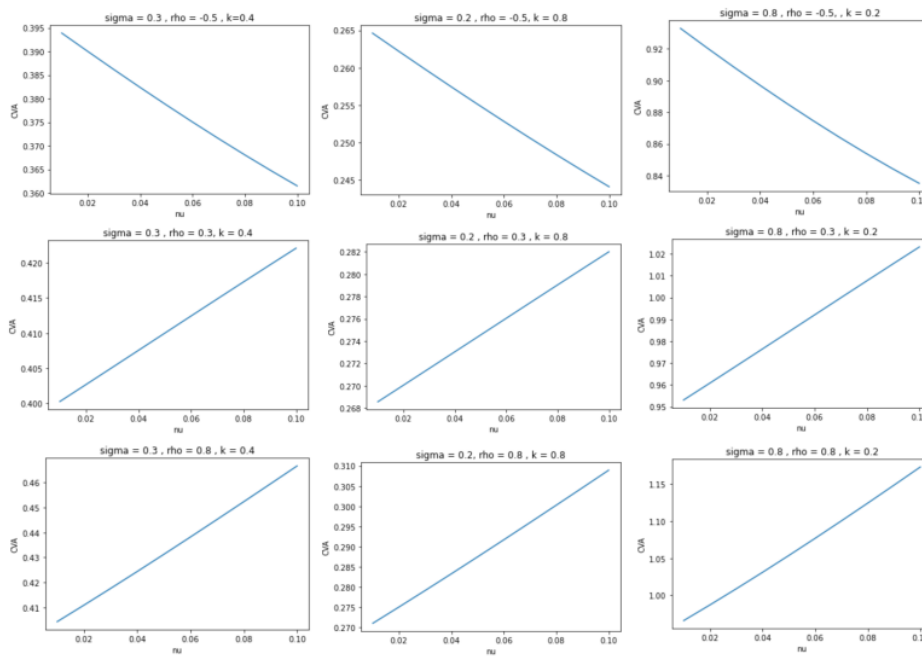 sigma = 0.3 , rho = -0.5 , k=0.4
0.395
0.390
0.385
0.380
0.375
0.370
0.365
0.360
CVA
0.02 0.04 0.06 0.08 0.10
nu
sigma = 0.2 , rho = -0.5, k = 0.8
0.265
0.260
0.255
0.250
0.245
CVA
0.02 0.04 0.06 0.08 0.10
nu
sigma = 0.8 , rho = -0.5, , k = 0.2
0.92
0.90
0.88
0.86
0.84
CVA
0.02 0.04 0.06 0.08 0.10
nu
sigma = 0.3 , rho = 0.3, k = 0.4
0.420
0.415
0.410
0.405
0.400
CVA
0.02 0.04 0.06 0.08 0.10
nu
sigma = 0.2 , rho = 0.3 , k = 0.8
0.282
0.280
0.278
0.276
0.274
0.272
0.270
0.268
CVA
0.02 0.04 0.06 0.08 0.10
nu
sigma = 0.8 , rho = 0.3 , k = 0.2
1.02
1.01
1.00
0.99
0.98
0.97
0.96
0.95
CVA
0.02 0.04 0.06 0.08 0.10
nu
sigma = 0.3 , rho = 0.8 , k = 0.4
0.46
0.45
0.44
0.43
0.42
0.41
CVA
0.02 0.04 0.06 0.08 0.10
nu
sigma = 0.2, rho = 0.8 , k = 0.8
0.310
0.305
0.300
0.295
0.290
0.285
0.280
0.275
0.270
CVA
0.02 0.04 0.06 0.08 0.10
nu
sigma = 0.8 , rho = 0.8 , k = 0.2
1.15
1.10
1.05
1.00
CVA
0.02 0.04 0.06 0.08 0.10
nu